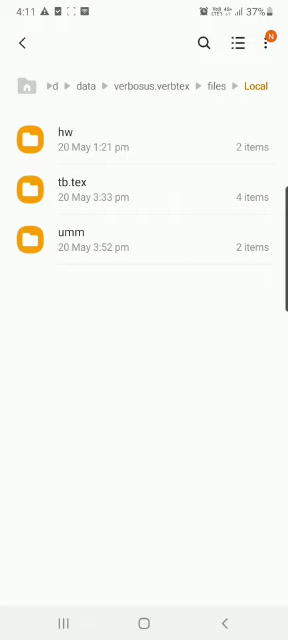 4:11 37%
N
d data verbosus.verbtex files Local
hw
20 May 1:21 pm 2 items
tb.tex
20 May 3:33 pm 4 items
umm
20 May 3:52 pm 2 items